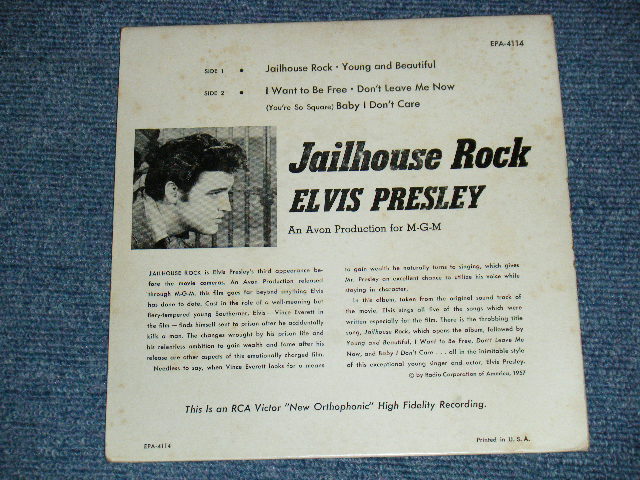 EPA-4114
SIDE 1 • Jailhouse Rock • Young and Beautiful
SIDE 2 • I Want to Be Free • Don't Leave Me Now
(You're So Square) Baby I Don't Care
Jailhouse Rock
ELVIS PRESLEY
An Avon Production for M-G-M
JAILHOUSE ROCK is Elvis Presley's third appearance be-
fore the movie cameras. An Avon Production released
through M-G-M, this film goes far beyond anything Elvis
has done to date. Cast in the role of a well-meaning but
fiery-tempered young Southerner, Elvis – Vince Everett in
the film – finds himself sent to prison after he accidentally
kills a man. The changes wrought by his prison life and
his relentless ambition to gain wealth and fame after his
release are other aspects of this emotionally charged film.
Needless to say, when Vince Everett looks for a means
to gain wealth he naturally turns to singing, which gives
Mr. Presley an excellent chance to utilize his voice while
staying in character.
In this album, taken from the original sound track of
the movie, Elvis sings all five of the songs which were
written especially for the film. There is the throbbing title
song, Jailhouse Rock, which opens the album, followed by
Young and Beautiful, I Want To Be Free, Don't Leave Me
Now, and Baby I Don't Care . . . all in the inimitable style
of this exceptional young singer and actor, Elvis Presley.
© by Radio Corporation of America, 1957
This Is an RCA Victor "New Orthophonic" High Fidelity Recording.
EPA-4114
Printed in U. S. A.